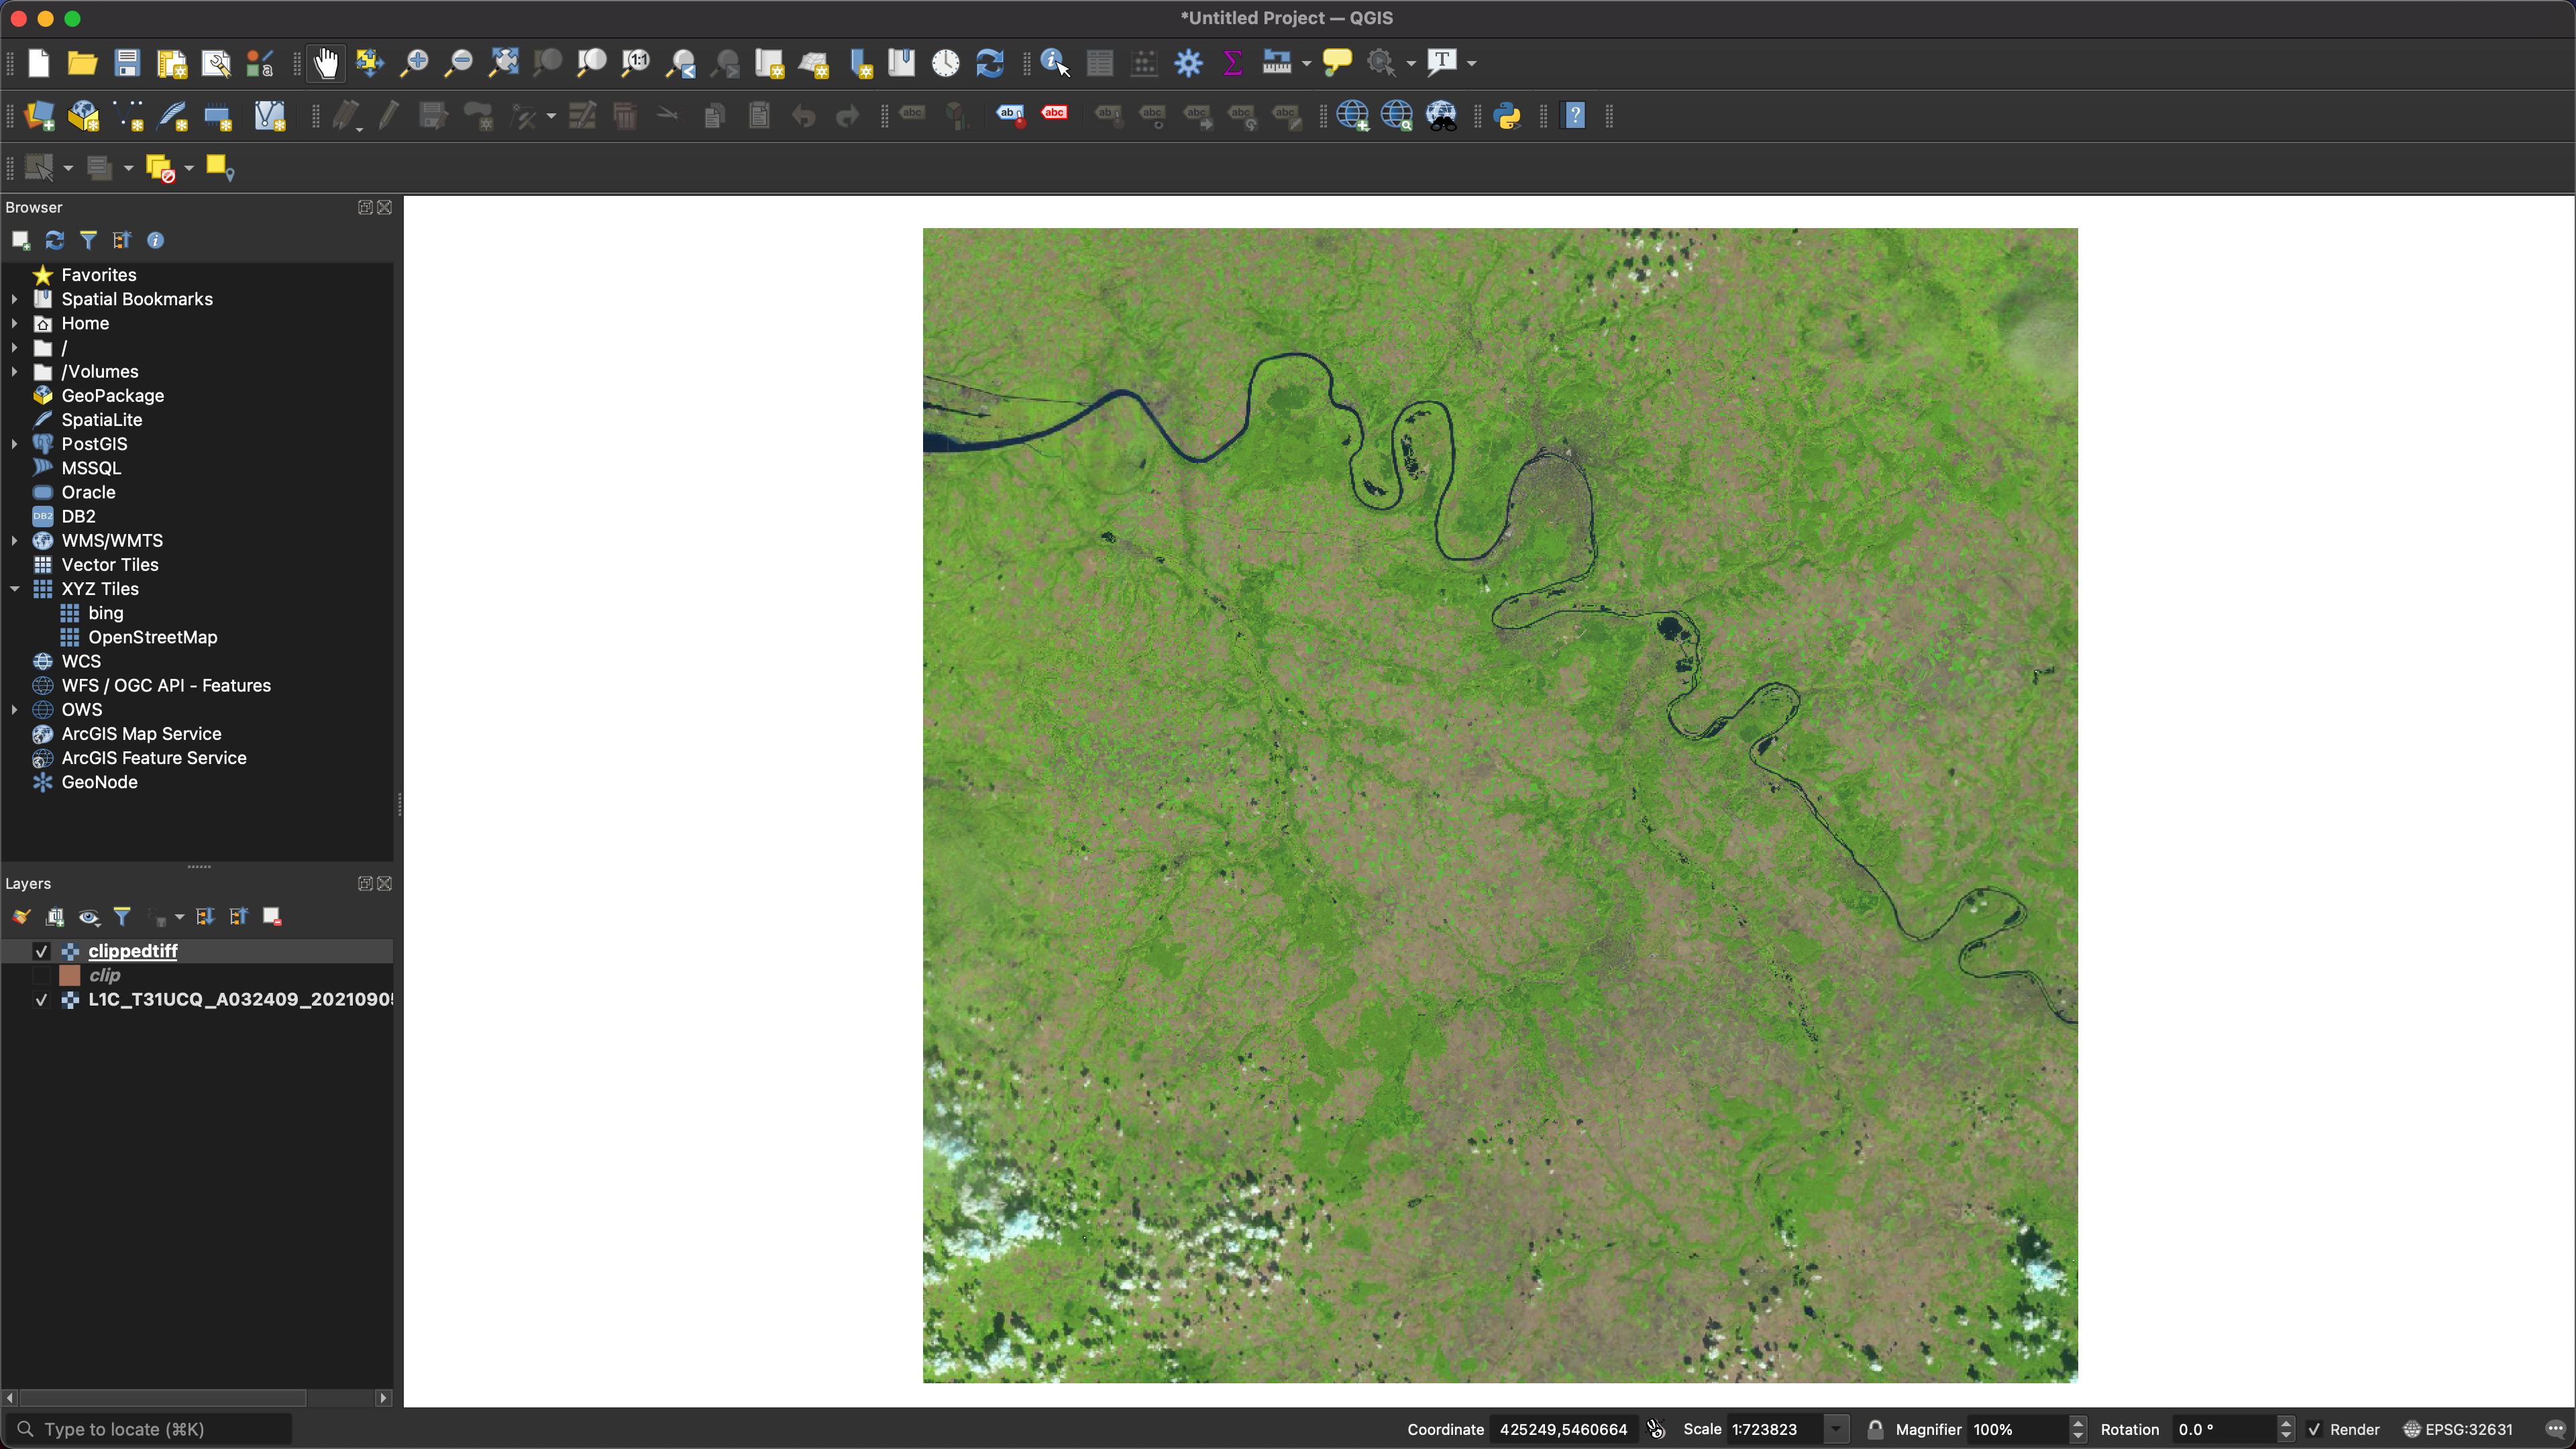 *Untitled Project — QGIS
Browser
Favorites
Spatial Bookmarks
Home
/
/Volumes
GeoPackage
SpatiaLite
PostGIS
MSSQL
Oracle
DB2
WMS/WMTS
Vector Tiles
XYZ Tiles
bing
OpenStreetMap
WCS
WFS / OGC API - Features
OWS
ArcGIS Map Service
ArcGIS Feature Service
GeoNode
Layers
clippedtiff
clip
L1C_T31UCQ_A032409_2021090
Type to locate (⌘K)
Coordinate 425249,5460664 Scale 1:723823 Magnifier 100% Rotation 0.0 ° Render EPSG:32631